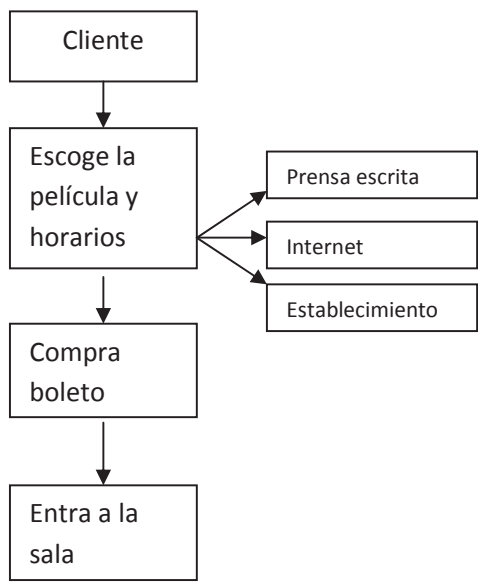 Cliente
Escoge la
película y
horarios
Prensa escrita
Internet
Establecimiento
Compra
boleto
Entra a la
sala